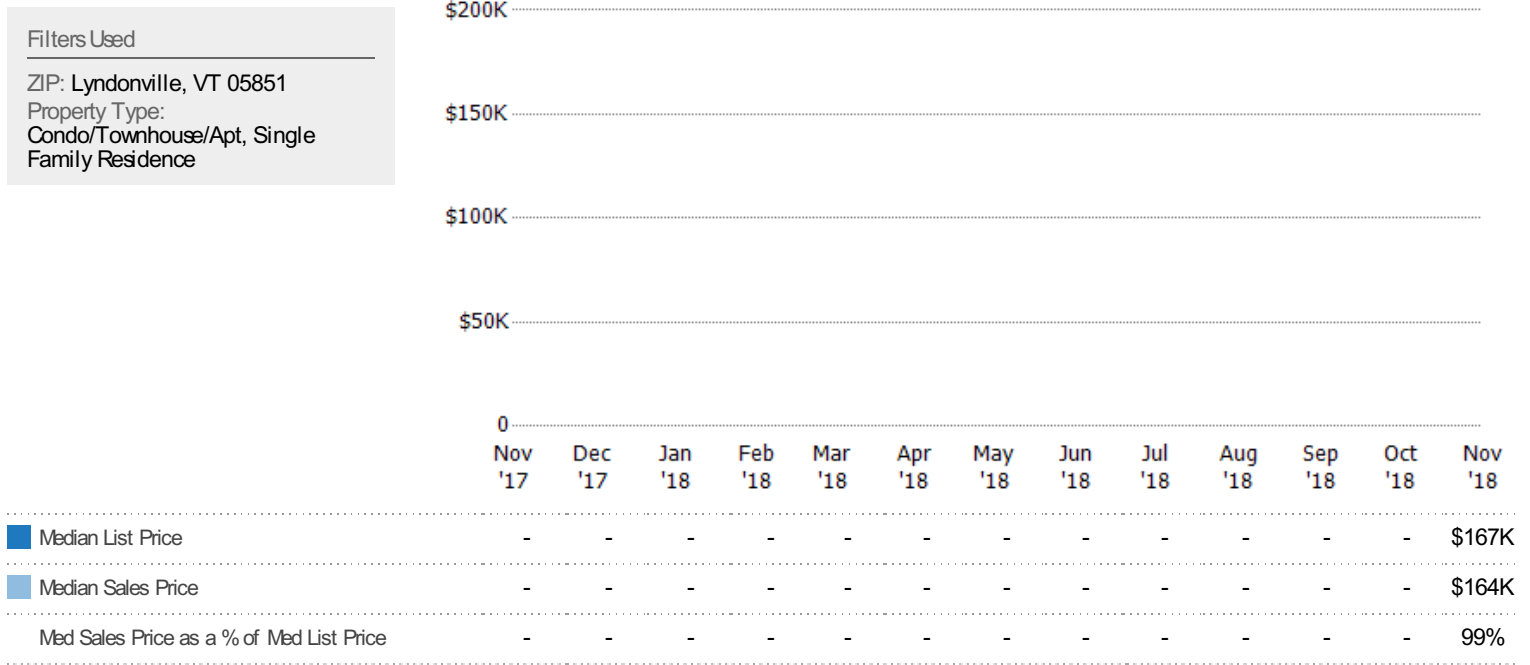 Filters Used
ZIP: Lyndonville, VT 05851
Property Type:
Condo/Townhouse/Apt, Single
Family Residence
$200K
$150K
$100K
$50K
0
Nov Dec Jan Feb Mar Apr May Jun Jul Aug Sep Oct Nov
'17 '17 '18 '18 '18 '18 '18 '18 '18 '18 '18 '18 '18
Median List Price - - - - - - - - - - - - $167K
Median Sales Price - - - - - - - - - - - - $164K
Med Sales Price as a % of Med List Price - - - - - - - - - - - - 99%